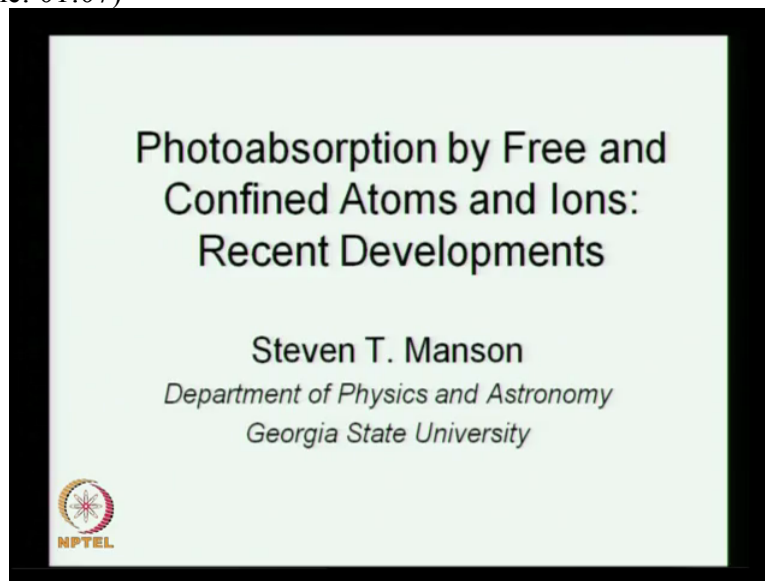 Photoabsorption by Free and
Confined Atoms and Ions:
Recent Developments
Steven T. Manson
Department of Physics and Astronomy
Georgia State University
NPTEL